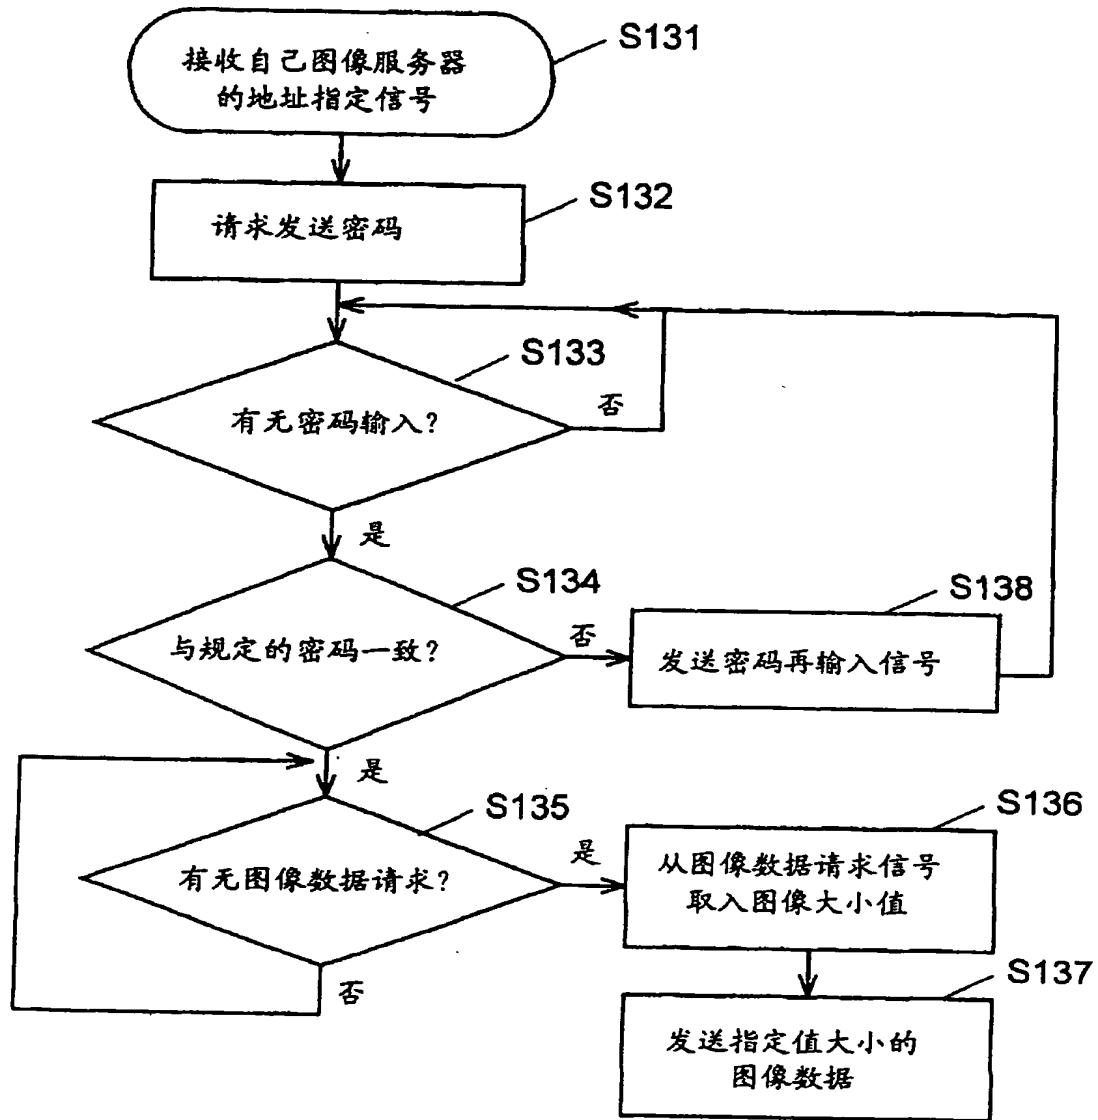 接收自己图像服务器
的地址指定信号
S131
请求发送密码
S132
S133
有无密码输入?
否
是
S134
与规定的密码一致?
否
S138
发送密码再输入信号
是
S135
有无图像数据请求?
是
否
S136
从图像数据请求信号
取入图像大小值
S137
发送指定值大小的
图像数据